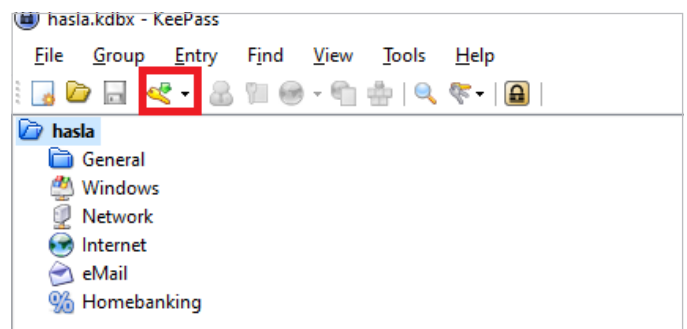 hasla.kdbx - KeePass
File Group Entry Find View Tools Help
hasla
General
Windows
Network
Internet
eMail
Homebanking